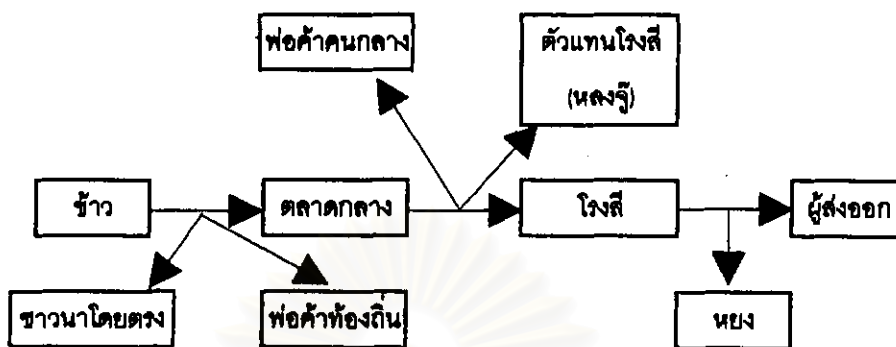 พ่อค้าคนกลาง
ตัวแทนโรงสี
(หลงจู๊)
ข้าว
ตลาดกลาง
โรงสี
ผู้ส่งออก
ชาวนาโดยตรง
พ่อค้าท้องถิ่น
หยง